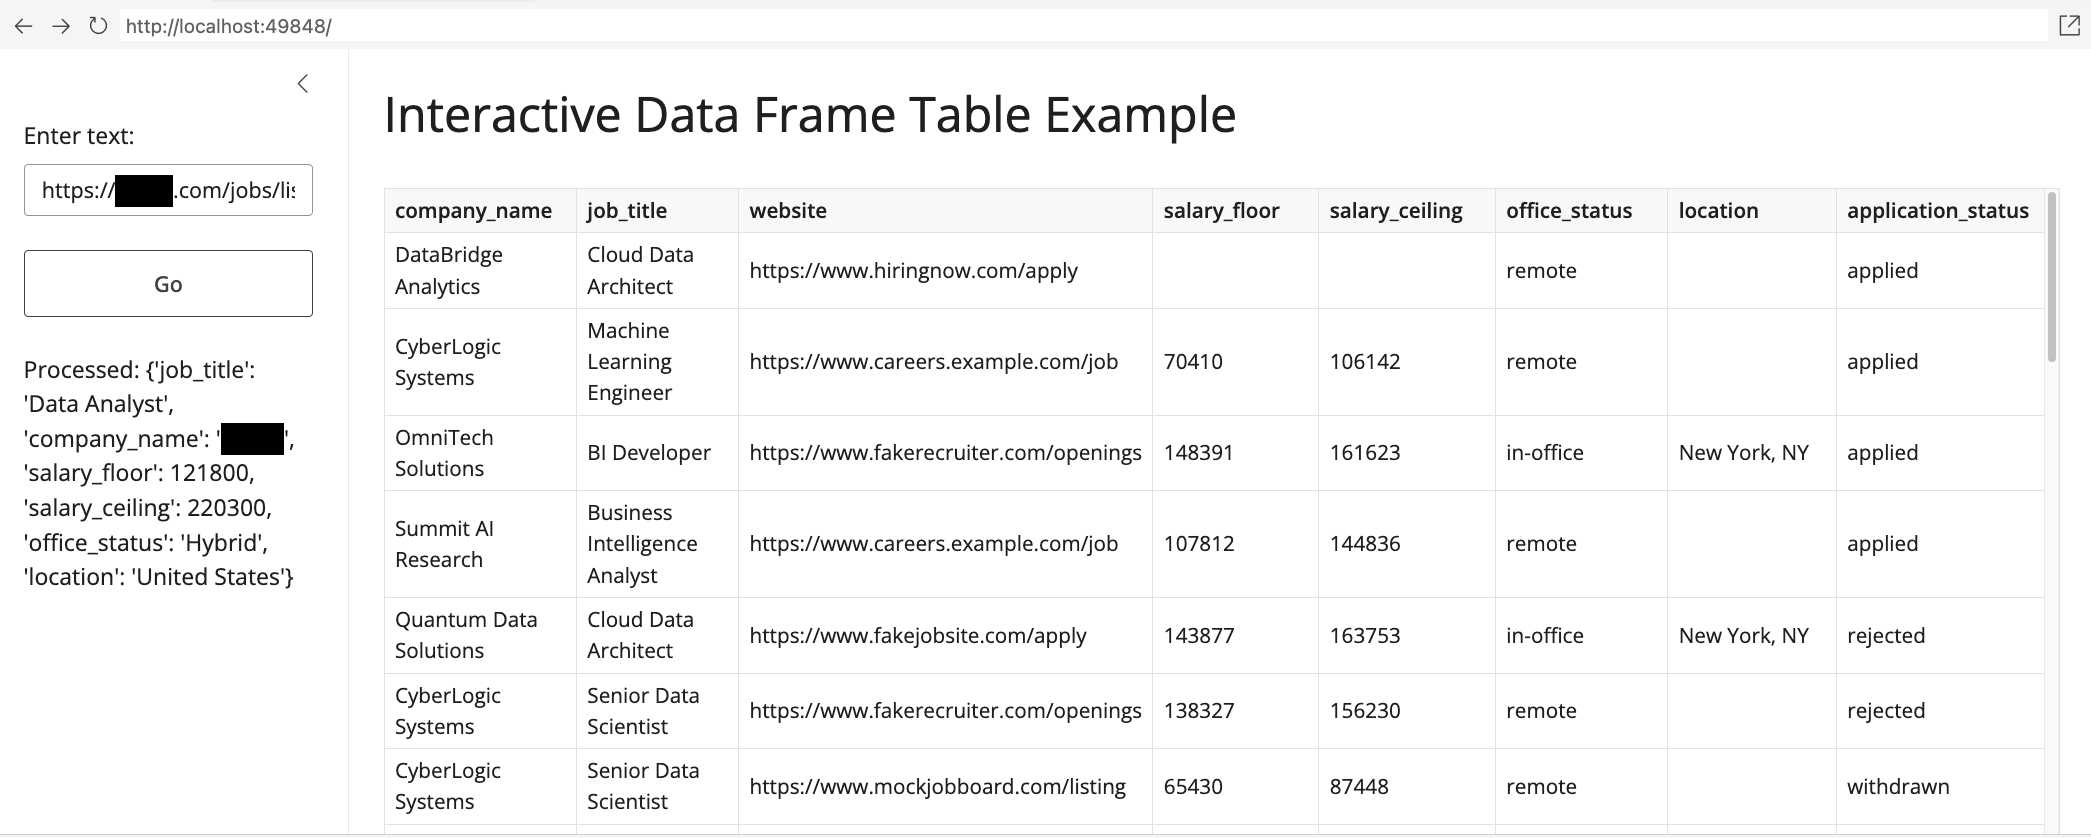 http://localhost:49848/
Enter text:
https:// .com/jobs/lis
Go
Processed: {'job_title':
'Data Analyst',
'company_name': ' ',
'salary_floor': 121800,
'salary_ceiling': 220300,
'office_status': 'Hybrid',
'location': 'United States'}
Interactive Data Frame Table Example
company_name job_title website salary_floor salary_ceiling office_status location application_status
DataBridge Analytics Cloud Data Architect https://www.hiringnow.com/apply remote applied
CyberLogic Systems Machine Learning Engineer https://www.careers.example.com/job 70410 106142 remote applied
OmniTech Solutions BI Developer https://www.fakerecruiter.com/openings 148391 161623 in-office New York, NY applied
Summit AI Research Business Intelligence Analyst https://www.careers.example.com/job 107812 144836 remote applied
Quantum Data Solutions Cloud Data Architect https://www.fakejobsite.com/apply 143877 163753 in-office New York, NY rejected
CyberLogic Systems Senior Data Scientist https://www.fakerecruiter.com/openings 138327 156230 remote rejected
CyberLogic Systems Senior Data Scientist https://www.mockjobboard.com/listing 65430 87448 remote withdrawn